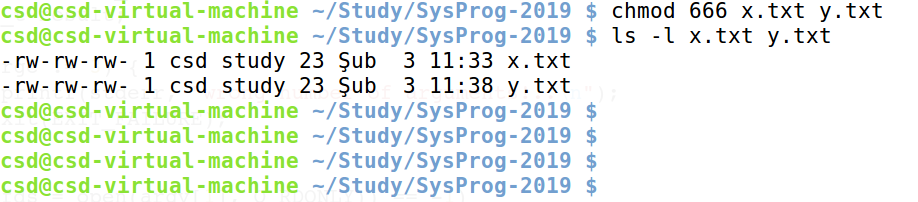 csd@csd-virtual-machine ~/Study/SysProg-2019 $ chmod 666 x.txt y.txt
csd@csd-virtual-machine ~/Study/SysProg-2019 $ ls -l x.txt y.txt
-rw-rw-rw- 1 csd study 23 Şub  3 11:33 x.txt
-rw-rw-rw- 1 csd study 23 Şub  3 11:38 y.txt
csd@csd-virtual-machine ~/Study/SysProg-2019 $
csd@csd-virtual-machine ~/Study/SysProg-2019 $
csd@csd-virtual-machine ~/Study/SysProg-2019 $
csd@csd-virtual-machine ~/Study/SysProg-2019 $